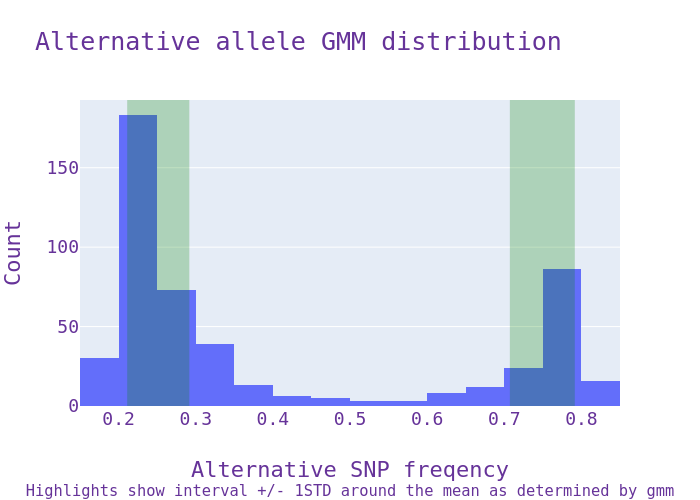 Alternative allele GMM distribution
150
100
50
0
Count
0.2 0.3 0.4 0.5 0.6 0.7 0.8
Alternative SNP freqency
Highlights show interval +/- 1STD around the mean as determined by gmm